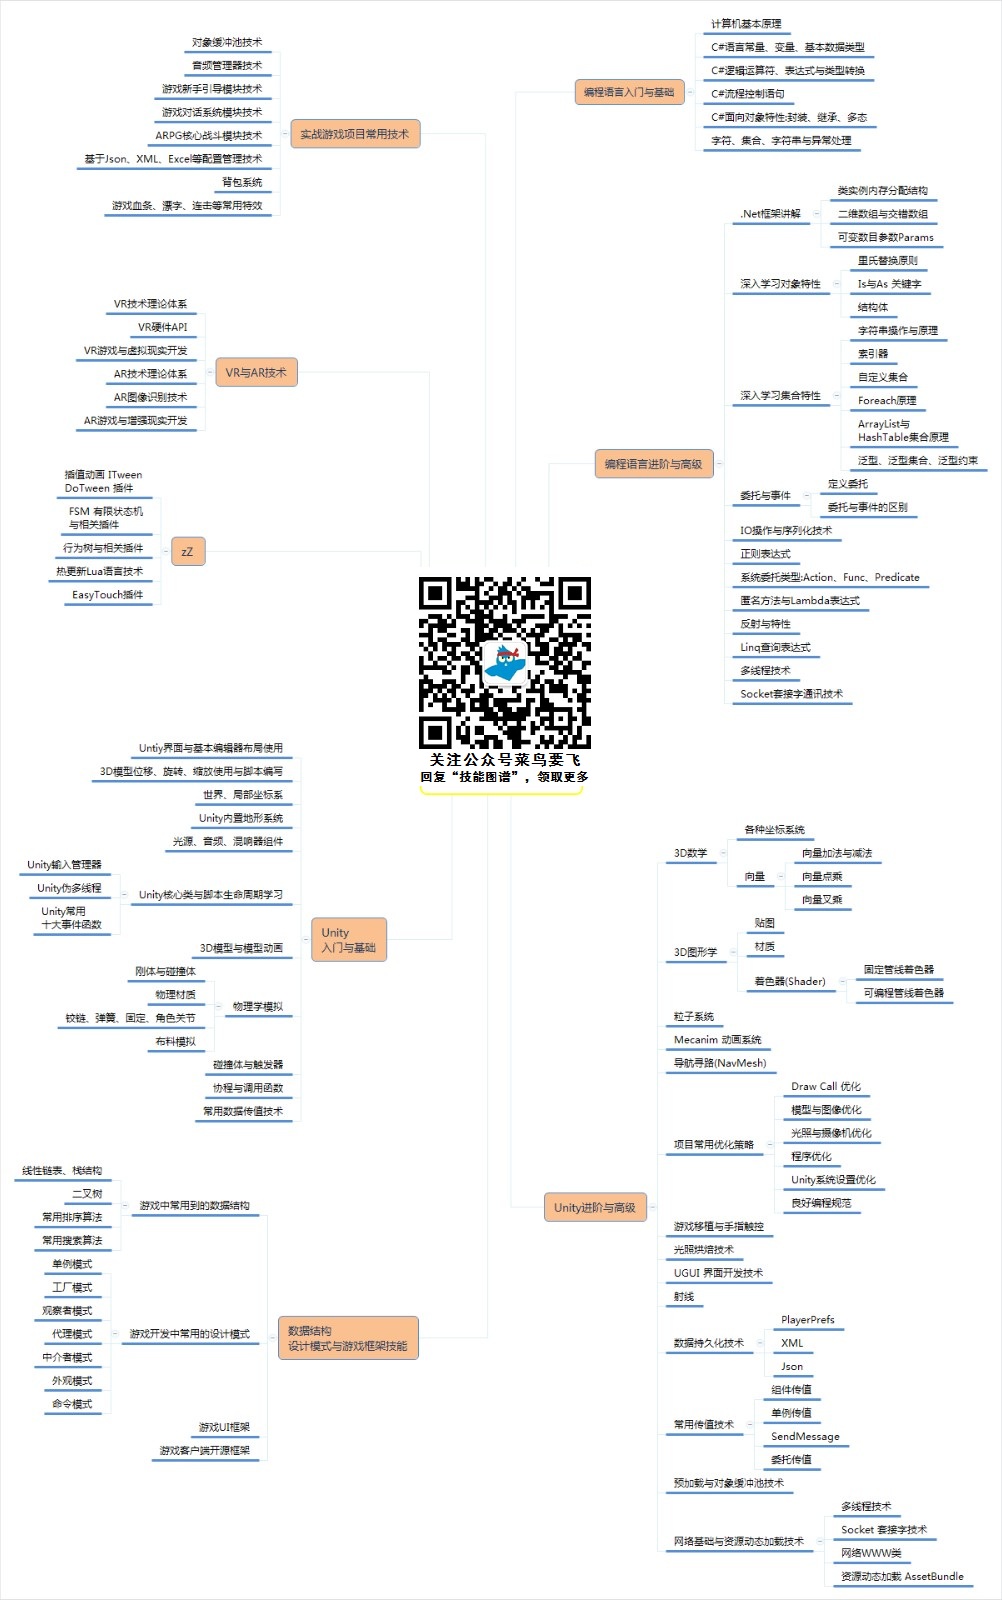 对象缓冲池技术
音频管理器技术
游戏新手引导模块技术
游戏对话系统模块技术
ARPG核心战斗模块技术
基于Json、XML、Excel等配置管理技术
背包系统
游戏血条、漂字、连击等常用特效
实战游戏项目常用技术
VR技术理论体系
VR硬件API
VR游戏与虚拟现实开发
AR技术理论体系
AR图像识别技术
AR游戏与增强现实开发
VR与AR技术
插值动画 ITween
DoTween 插件
FSM 有限状态机
与相关插件
行为树与相关插件
热更新Lua语言技术
EasyTouch插件
zZ
编程语言入门与基础
计算机基本原理
C#语言常量、变量、基本数据类型
C#逻辑运算符、表达式与类型转换
C#流程控制语句
C#面向对象特性:封装、继承、多态
字符、集合、字符串与异常处理
编程语言进阶与高级
.Net框架讲解
类实例内存分配结构
二维数组与交错数组
可变数目参数Params
深入学习对象特性
里氏替换原则
Is与As 关键字
结构体
深入学习集合特性
字符串操作与原理
索引器
自定义集合
Foreach原理
ArrayList与
HashTable集合原理
泛型、泛型集合、泛型约束
委托与事件
定义委托
委托与事件的区别
IO操作与序列化技术
正则表达式
系统委托类型:Action、Func、Predicate
匿名方法与Lambda表达式
反射与特性
Linq查询表达式
多线程技术
Socket套接字通讯技术
关注公众号菜鸟要飞
回复“技能图谱”，领取更多
Untiy界面与基本编辑器布局使用
3D模型位移、旋转、缩放使用与脚本编写
世界、局部坐标系
Unity内置地形系统
光源、音频、混响器组件
Unity输入管理器
Unity伪多线程
Unity常用
十大事件函数
Unity核心类与脚本生命周期学习
3D模型与模型动画
刚体与碰撞体
物理材质
铰链、弹簧、固定、角色关节
布料模拟
物理学模拟
碰撞体与触发器
协程与调用函数
常用数据传值技术
Unity
入门与基础
线性链表、栈结构
二叉树
常用排序算法
常用搜索算法
游戏中常用到的数据结构
单例模式
工厂模式
观察者模式
代理模式
中介者模式
外观模式
命令模式
游戏开发中常用的设计模式
游戏UI框架
游戏客户端开源框架
数据结构
设计模式与游戏框架技能
Unity进阶与高级
3D数学
各种坐标系统
向量
向量加法与减法
向量点乘
向量叉乘
3D图形学
贴图
材质
着色器(Shader)
固定管线着色器
可编程管线着色器
粒子系统
Mecanim 动画系统
导航寻路(NavMesh)
项目常用优化策略
Draw Call 优化
模型与图像优化
光照与摄像机优化
程序优化
Unity系统设置优化
良好编程规范
游戏移植与手指触控
光照烘焙技术
UGUI 界面开发技术
射线
数据持久化技术
PlayerPrefs
XML
Json
常用传值技术
组件传值
单例传值
SendMessage
委托传值
预加载与对象缓冲池技术
网络基础与资源动态加载技术
多线程技术
Socket 套接字技术
网络WWW类
资源动态加载 AssetBundle